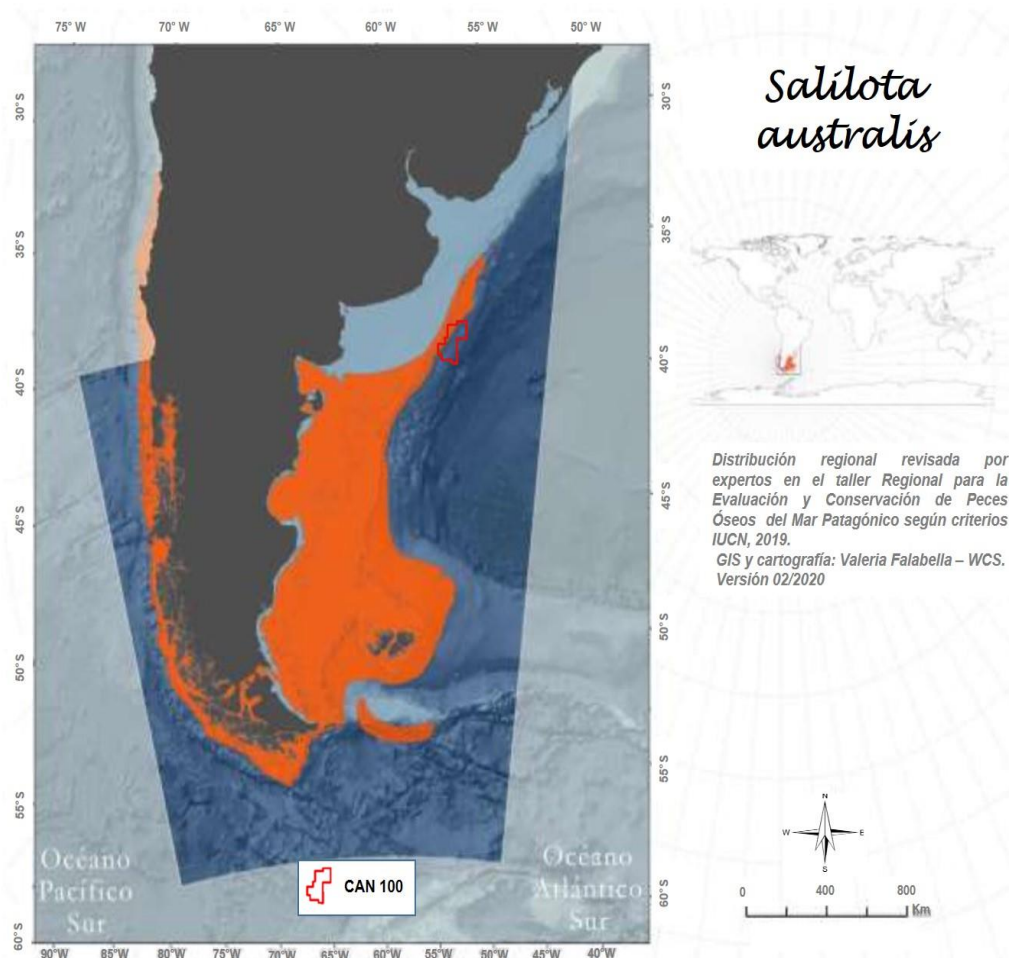 75° W 70° W 65° W 60° W 55° W 50° W
Salilota
australis
30°S
30°S
35°S
35°S
40°S
40°S
45°S
45°S
50°S
50°S
55°S
55°S
60°S
60°S
Distribución regional revisada por
expertos en el taller Regional para la
Evaluación y Conservación de Peces
Óseos del Mar Patagónico según criterios
IUCN, 2019.
GIS y cartografía: Valeria Falabella – WCS.
Versión 02/2020
N
W E
S
Océano
Pacífico
Sur
CAN 100
Océano
Atlántico
Sur
0 400 800
Km
90°W 85°W 80°W 75°W 70°W 65°W 60°W 55°W 50°W 45°W 40°W